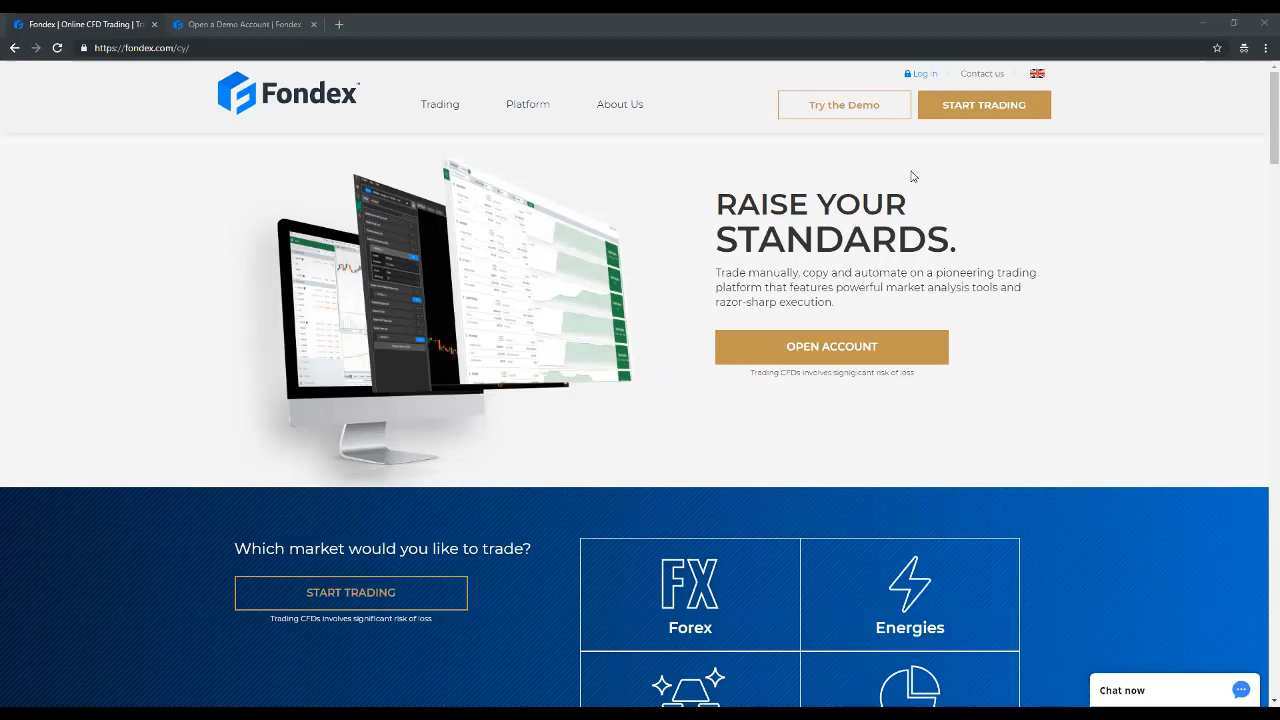 Fondex | Online CFD Trading | Tr
Open a Demo Account | Fondex
https://fondex.com/cy/
Log in
Contact us
Fondex
Trading
Platform
About Us
Try the Demo
START TRADING
RAISE YOUR
STANDARDS.
Trade manually, copy and automate on a pioneering trading
platform that features powerful market analysis tools and
razor-sharp execution.
OPEN ACCOUNT
Trading CFDs involves signigicant risk of loss
Which market would you like to trade?
START TRADING
Trading CFDs involves significant risk of loss
FX
Forex
Energies
Chat now